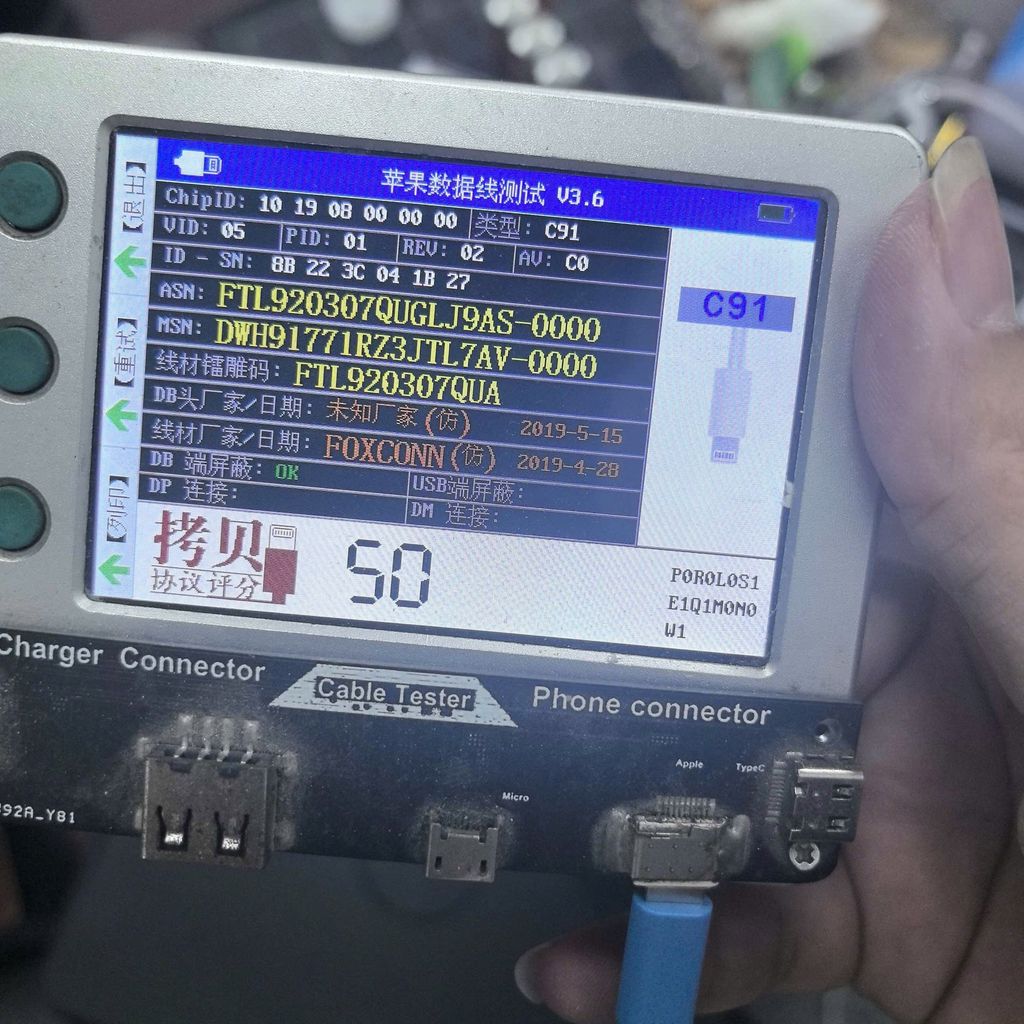 苹果数据线测试 V3.6
ChipID: 10 19 08 00 00 00 类型: C91
VID: 05 PID: 01 REV: 02 AV: C0
ID - SN: 8B 22 3C 04 1B 27
ASN: FTL920307QUGLJ9AS-0000
MSN: DWH91771RZ3JTL7AV-0000
线材镭雕码: FTL920307QUA
DB头厂家/日期: 未知厂家(仿) 2019-5-15
线材厂家/日期: FOXCONN(仿) 2019-4-28
DB 端屏蔽: OK USB端屏蔽:
DP 连接: DM 连接:
C91
【退出】
【重试】
【列印】
拷贝
协议评分
50
P0R0L0S1
E1Q1M0N0
W1
Charger Connector
Cable Tester
Phone connector
Micro
Apple
TypeC
92A_Y81